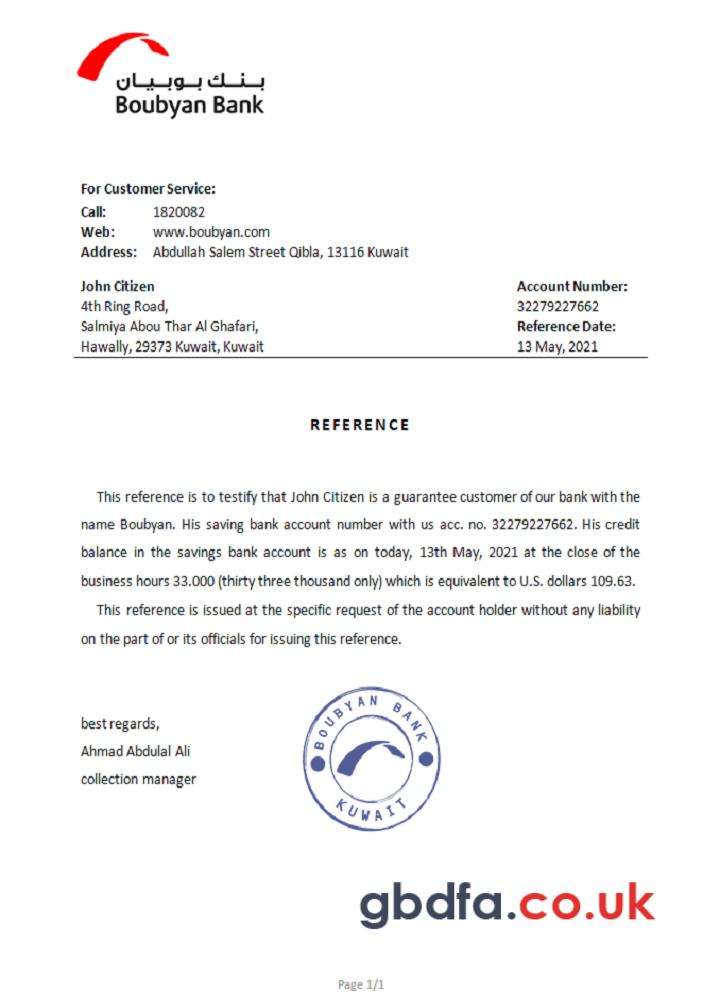 بنك بوبيان
Boubyan Bank
For Customer Service:
Call: 1820082
Web: www.boubyan.com
Address: Abdullah Salem Street Qibla, 13116 Kuwait
John Citizen Account Number:
4th Ring Road, 32279227662
Salmiya Abou Thar Al Ghafari, Reference Date:
Hawally, 29373 Kuwait, Kuwait 13 May, 2021
REFERENCE
This reference is to testify that John Citizen is a guarantee customer of our bank with the
name Boubyan. His saving bank account number with us acc. no. 32279227662. His credit
balance in the savings bank account is as on today, 13th May, 2021 at the close of the
business hours 33.000 (thirty three thousand only) which is equivalent to U.S. dollars 109.63.
This reference is issued at the specific request of the account holder without any liability
on the part of or its officials for issuing this reference.
best regards,
Ahmad Abdulal Ali
collection manager
BOUBYAN BANK
KUWAIT
gbdfa.co.uk
Page 1/1